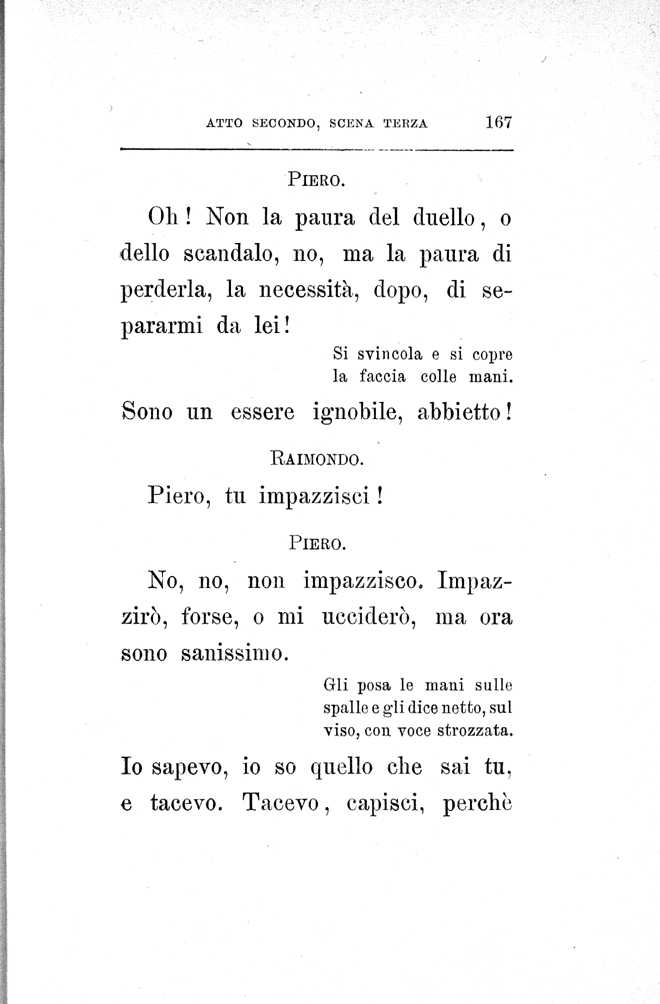 ATTO SECONDO, SCENA TERZA 167
PIERO.
Oh! Non la paura del duello, o
dello scandalo, no, ma la paura di
perderla, la necessità, dopo, di se-
pararmi da lei!
Si svincola e si copre
la faccia colle mani.
Sono un essere ignobile, abbietto!
RAIMONDO.
Piero, tu impazzisci!
PIERO.
No, no, non impazzisco. Impaz-
zirò, forse, o mi ucciderò, ma ora
sono sanissimo.
Gli posa le mani sulle
spalle e gli dice netto, sul
viso, con voce strozzata.
Io sapevo, io so quello che sai tu,
e tacevo. Tacevo, capisci, perchè